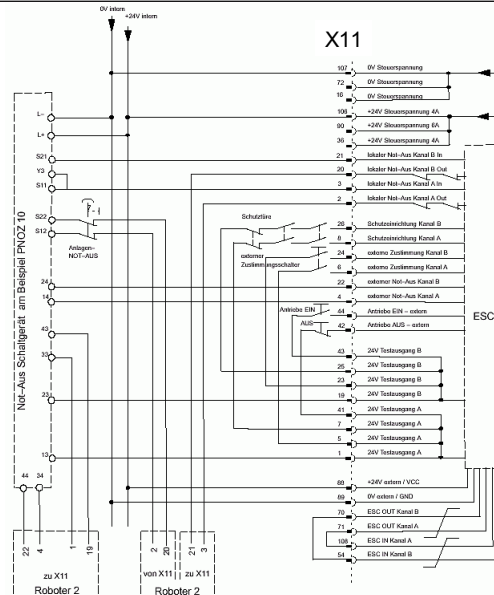 0V intern
+24V intern
X11
107 0V Steuerspannung
72 0V Steuerspannung
16 0V Steuerspannung
106 +24V Steuerspannung 4A
90 +24V Steuerspannung 6A
36 +24V Steuerspannung 4A
L–
L+
S21 21 lokaler Not–Aus Kanal B In
Y3 20 lokaler Not–Aus Kanal B Out
S11 3 lokaler Not–Aus Kanal A In
2 lokaler Not–Aus Kanal A Out
S22
S12
Anlagen–
NOT–AUS
Schutztüre
externer
Zustimmungsschalter
26 Schutzeinrichtung Kanal B
8 Schutzeinrichtung Kanal A
24 externe Zustimmung Kanal B
6 externe Zustimmung Kanal A
24 22 externer Not–Aus Kanal B
14 4 externer Not–Aus Kanal A
Antriebe EIN 44 Antriebe EIN – extern
AUS 42 Antriebe AUS – extern
ESC
43
33
23
13
43 24V Testausgang B
25 24V Testausgang B
23 24V Testausgang B
19 24V Testausgang B
41 24V Testausgang A
7 24V Testausgang A
5 24V Testausgang A
1 24V Testausgang A
Not–Aus Schaltgerät am Beispiel PNOZ 10
88 +24V extern / VCC
89 0V extern / GND
70 ESC OUT Kanal B
71 ESC OUT Kanal A
108 ESC IN Kanal A
54 ESC IN Kanal B
44 34
22 4 1 19
2 20 21 3
zu X11
Roboter 2
von X11 zu X11
Roboter 2